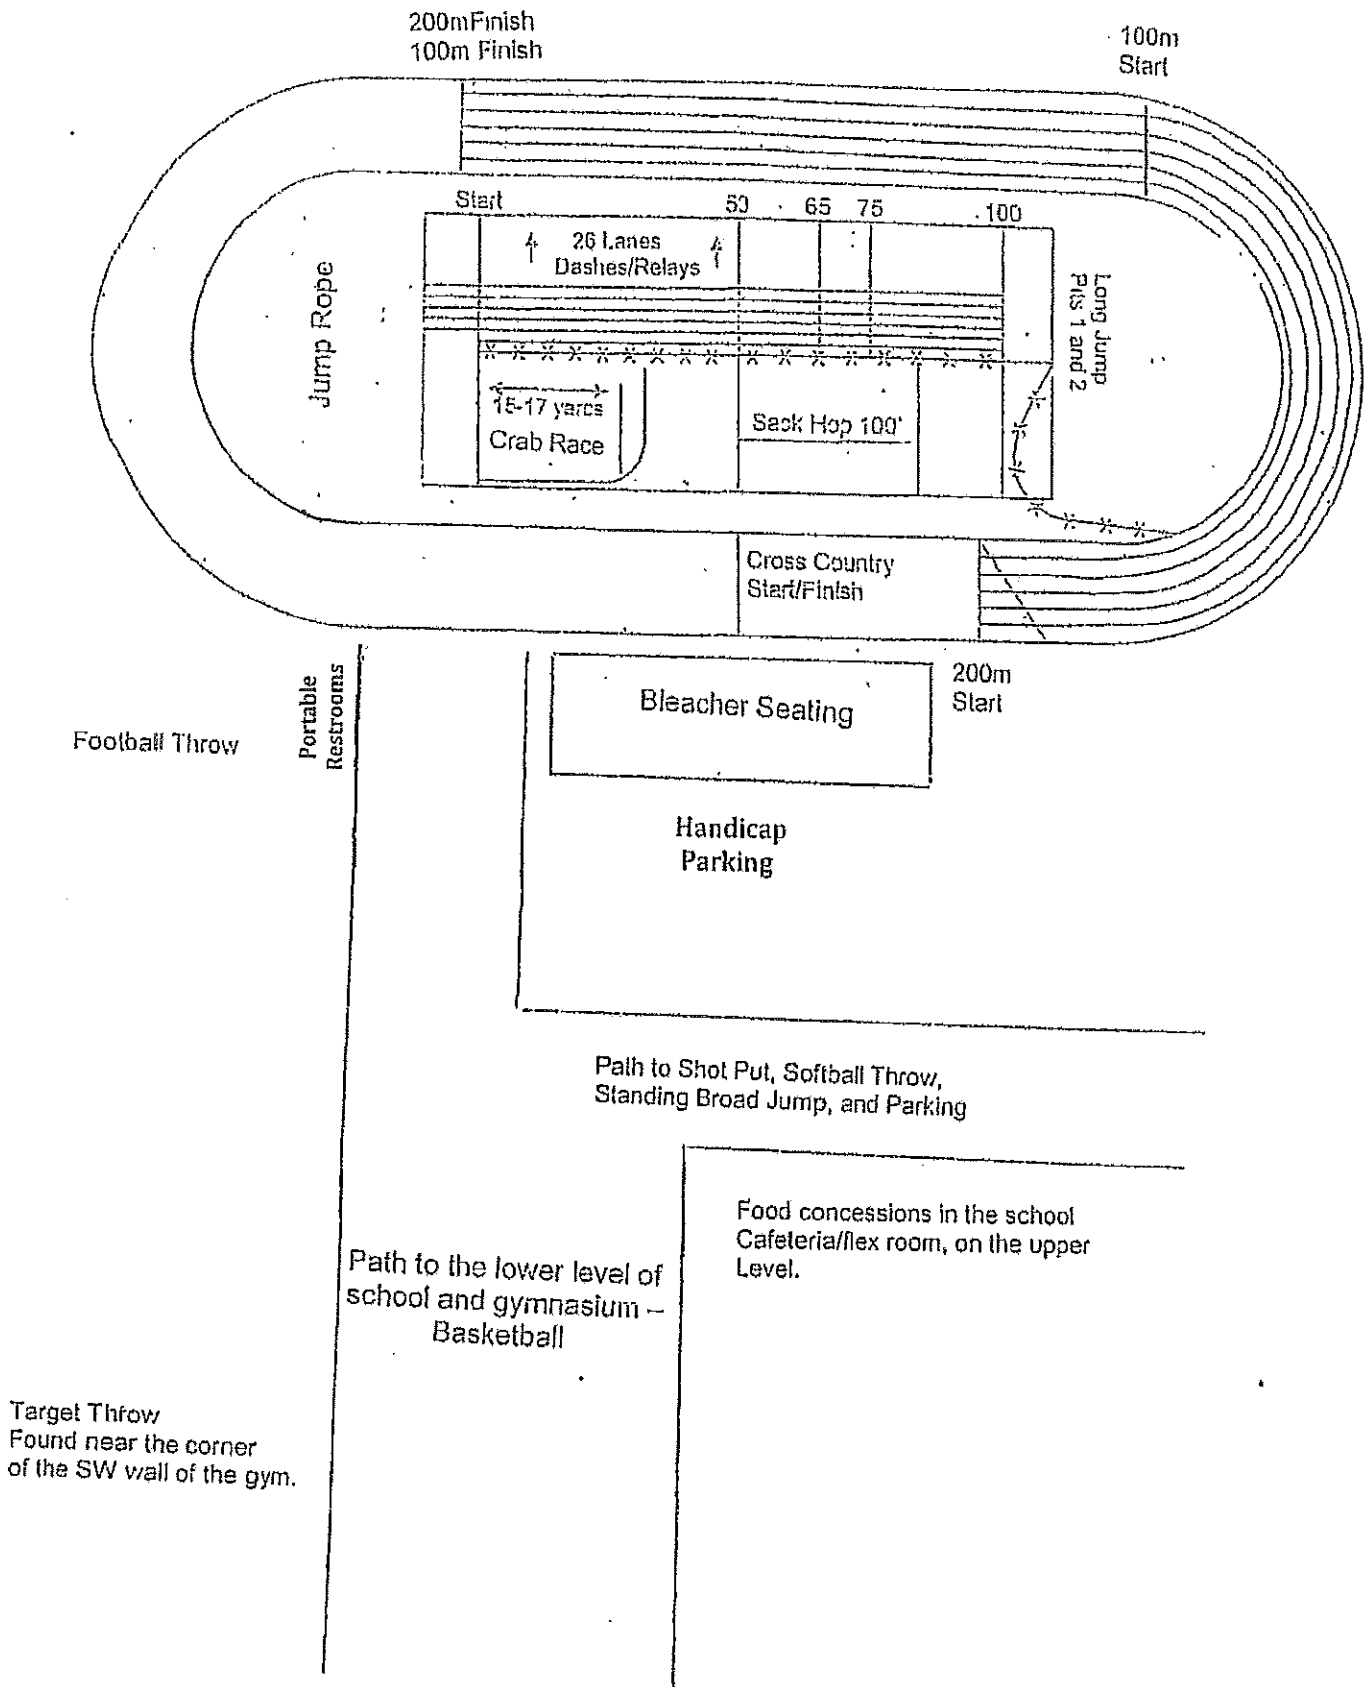 200mFinish
100m Finish
100m
Start
Start
50
65
75
100
26 Lanes
Dashes/Relays
Jump Rope
Long Jump
Pits 1 and 2
15-17 yards
Crab Race
Sack Hop 100'
Cross Country
Start/Finish
200m
Start
Bleacher Seating
Portable
Restrooms
Football Throw
Handicap
Parking
Path to Shot Put, Softball Throw,
Standing Broad Jump, and Parking
Food concessions in the school
Cafeteria/flex room, on the upper
Level.
Path to the lower level of
school and gymnasium –
Basketball
Target Throw
Found near the corner
of the SW wall of the gym.